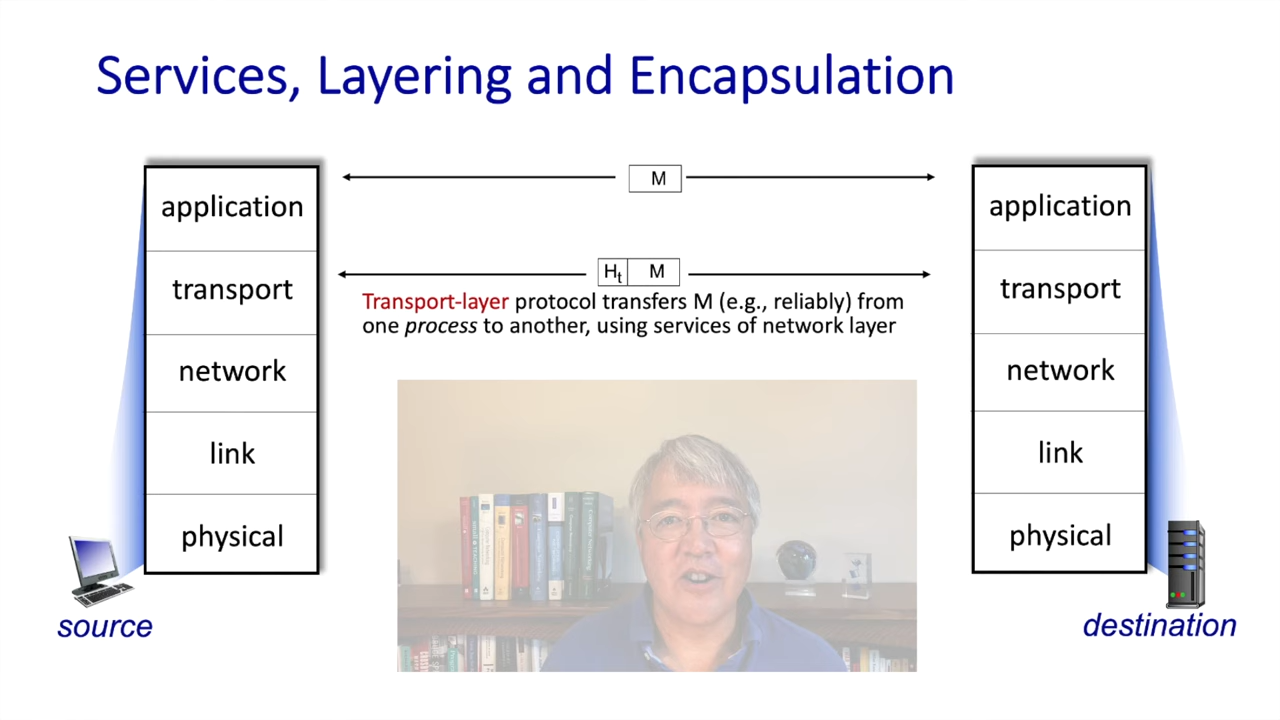 Services, Layering and Encapsulation
M
application
application
Ht M
transport
transport
Transport-layer protocol transfers M (e.g., reliably) from
one process to another, using services of network layer
network
network
link
link
physical
physical
source
destination